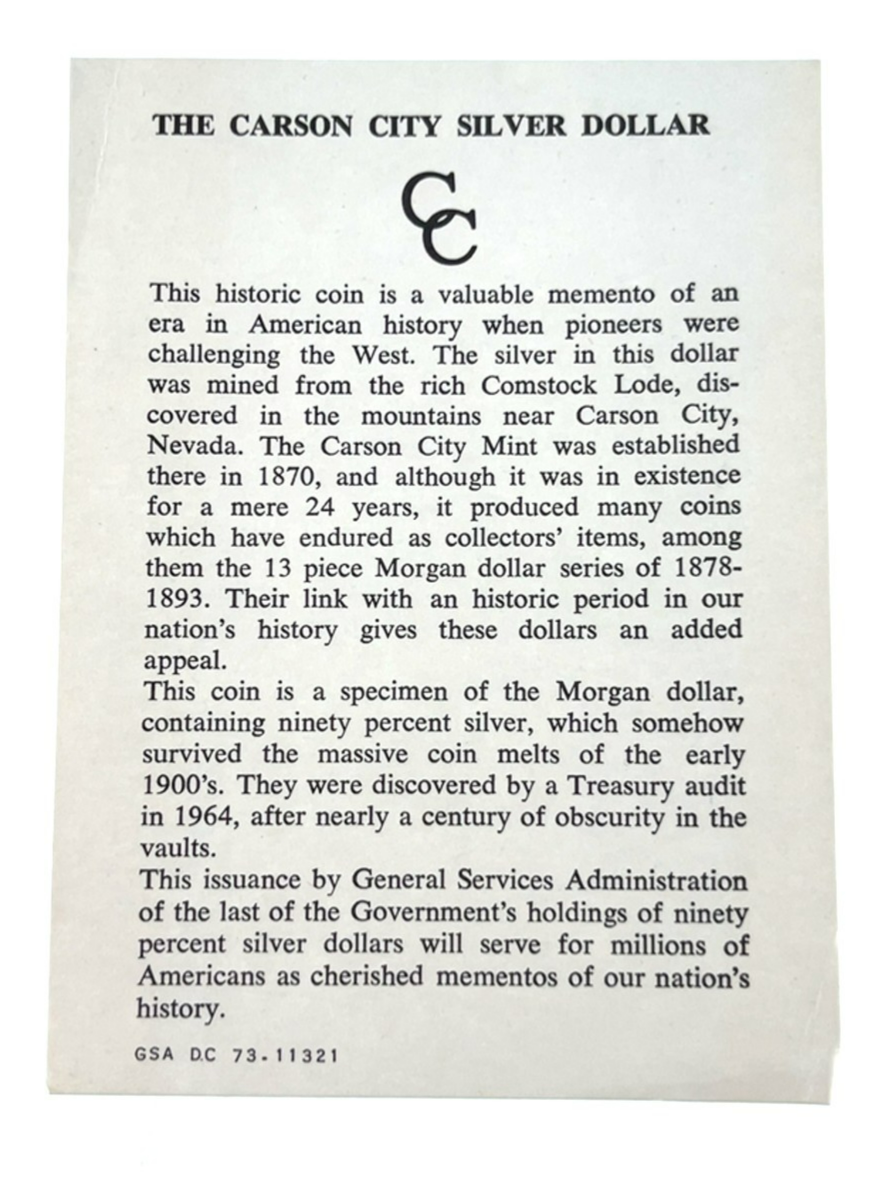 THE CARSON CITY SILVER DOLLAR
CC
This historic coin is a valuable memento of an
era in American history when pioneers were
challenging the West. The silver in this dollar
was mined from the rich Comstock Lode, dis-
covered in the mountains near Carson City,
Nevada. The Carson City Mint was established
there in 1870, and although it was in existence
for a mere 24 years, it produced many coins
which have endured as collectors' items, among
them the 13 piece Morgan dollar series of 1878-
1893. Their link with an historic period in our
nation's history gives these dollars an added
appeal.
This coin is a specimen of the Morgan dollar,
containing ninety percent silver, which somehow
survived the massive coin melts of the early
1900's. They were discovered by a Treasury audit
in 1964, after nearly a century of obscurity in the
vaults.
This issuance by General Services Administration
of the last of the Government's holdings of ninety
percent silver dollars will serve for millions of
Americans as cherished mementos of our nation's
history.
GSA D.C 73-11321